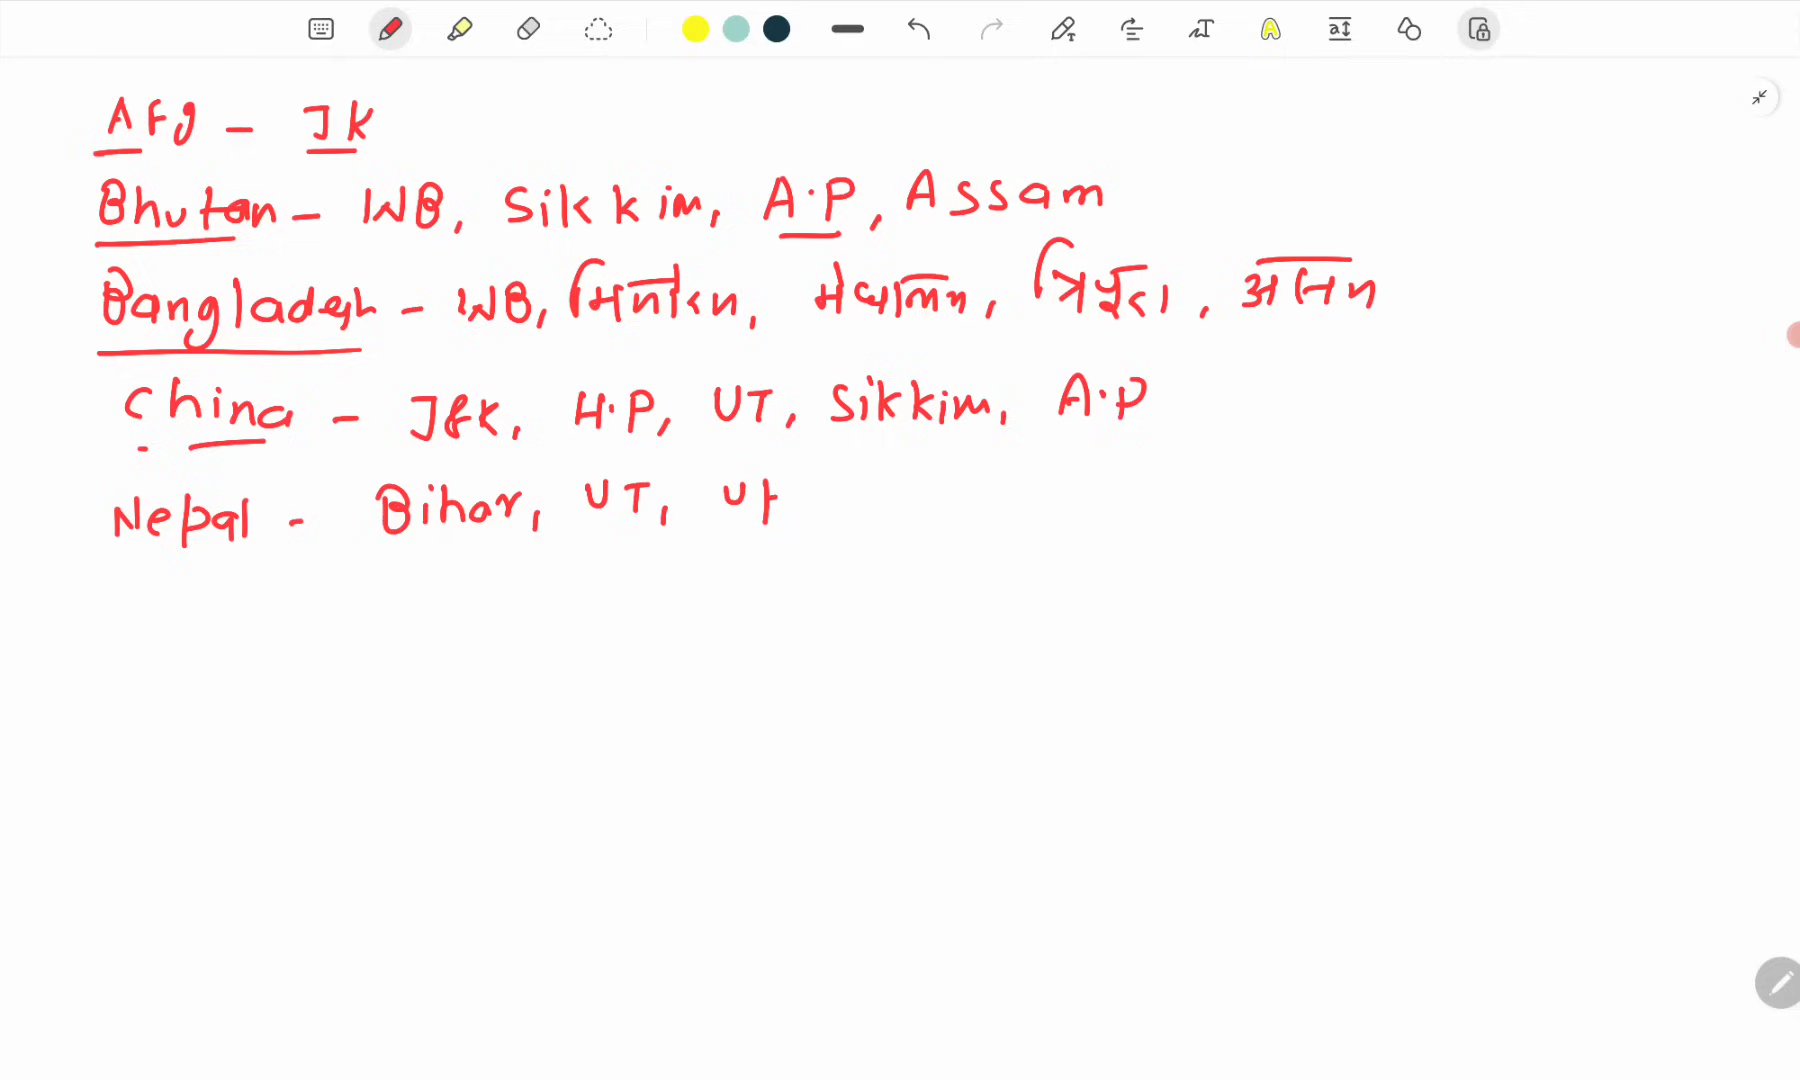 Afg - JK
Bhutan - WB, Sikkim, A.P, Assam
Bangladesh - WB, मिजोरम, मेघालय, त्रिपुरा, असम
China - J&K, H.P, UT, Sikkim, A.P
Nepal - Bihar, UT, UP